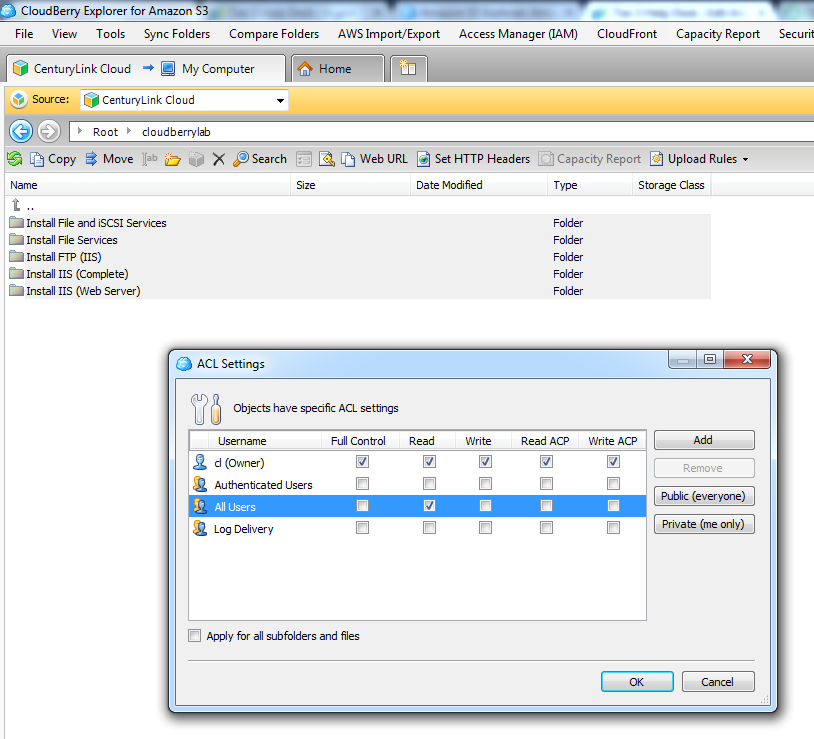 CloudBerry Explorer for Amazon S3
File View Tools Sync Folders Compare Folders AWS Import/Export Access Manager (IAM) CloudFront Capacity Report Securit
CenturyLink Cloud My Computer Home
Source: CenturyLink Cloud
Root cloudberrylab
Copy Move Search Web URL Set HTTP Headers Capacity Report Upload Rules
Name Size Date Modified Type Storage Class
..
Install File and iSCSI Services Folder
Install File Services Folder
Install FTP (IIS) Folder
Install IIS (Complete) Folder
Install IIS (Web Server) Folder
ACL Settings
Objects have specific ACL settings
Username Full Control Read Write Read ACP Write ACP Add
cl (Owner)
Remove
Authenticated Users
Public (everyone)
All Users
Private (me only)
Log Delivery
Apply for all subfolders and files
OK Cancel